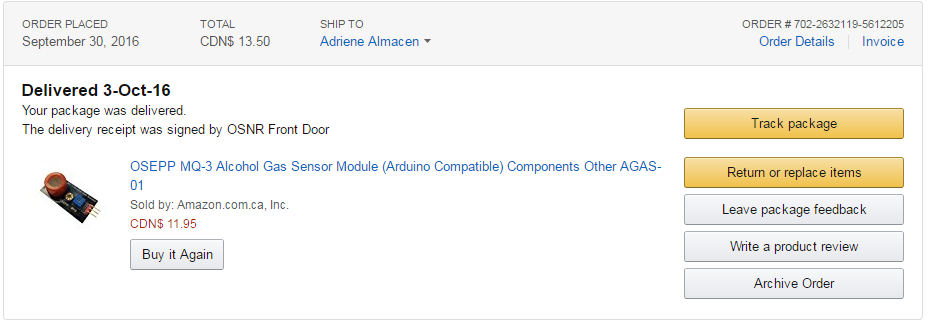 ORDER PLACED
September 30, 2016
TOTAL
CDN$ 13.50
SHIP TO
Adriene Almacen
ORDER # 702-2632119-5612205
Order Details
Invoice
Delivered 3-Oct-16
Your package was delivered.
The delivery receipt was signed by OSNR Front Door
OSEPP MQ-3 Alcohol Gas Sensor Module (Arduino Compatible) Components Other AGAS-
01
Sold by: Amazon.com.ca, Inc.
CDN$ 11.95
Buy it Again
Track package
Return or replace items
Leave package feedback
Write a product review
Archive Order